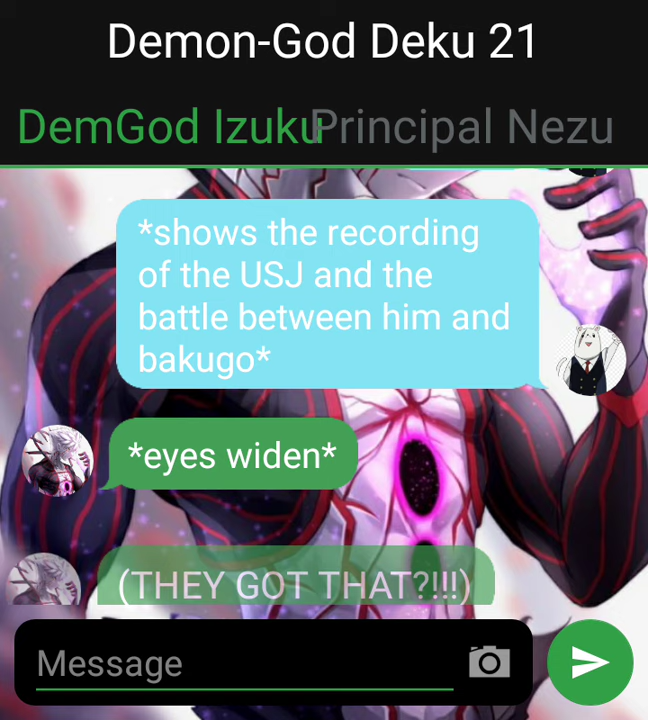 Demon-God Deku 21
DemGod Izuku Principal Nezu
*shows the recording
of the USJ and the
battle between him and
bakugo*
*eyes widen*
(THEY GOT THAT?!!!)
Message